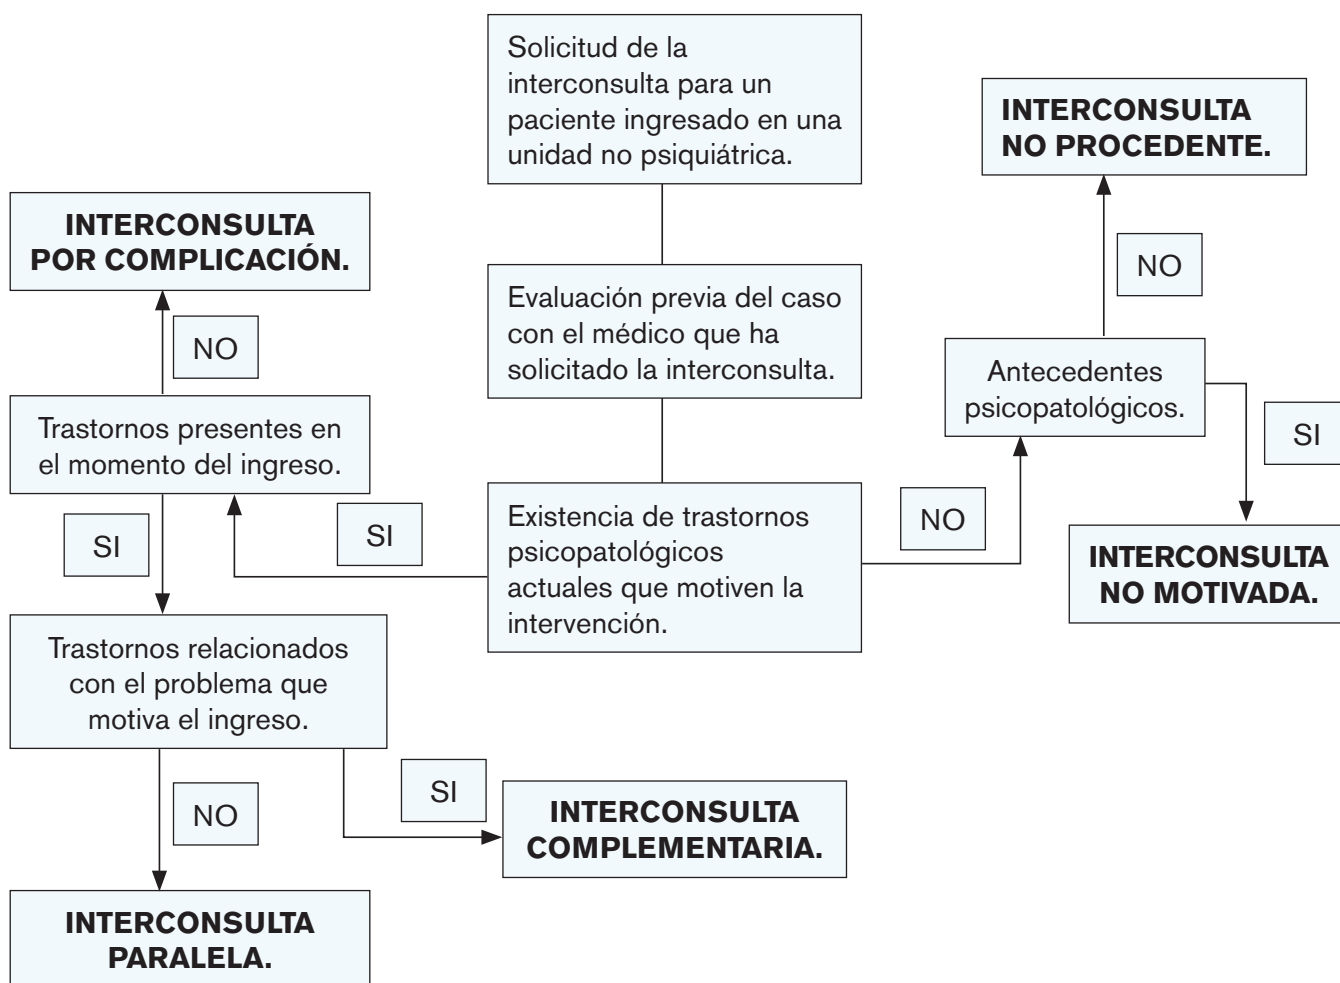 Solicitud de la
interconsulta para un
paciente ingresado en una
unidad no psiquiátrica.
INTERCONSULTA
NO PROCEDENTE.
INTERCONSULTA
POR COMPLICACIÓN.
NO
Evaluación previa del caso
con el médico que ha
solicitado la interconsulta.
NO
Antecedentes
psicopatológicos.
Trastornos presentes en
el momento del ingreso.
SI
SI
SI
Existencia de trastornos
psicopatológicos
actuales que motiven la
intervención.
NO
INTERCONSULTA
NO MOTIVADA.
Trastornos relacionados
con el problema que
motiva el ingreso.
NO
SI
INTERCONSULTA
COMPLEMENTARIA.
INTERCONSULTA
PARALELA.